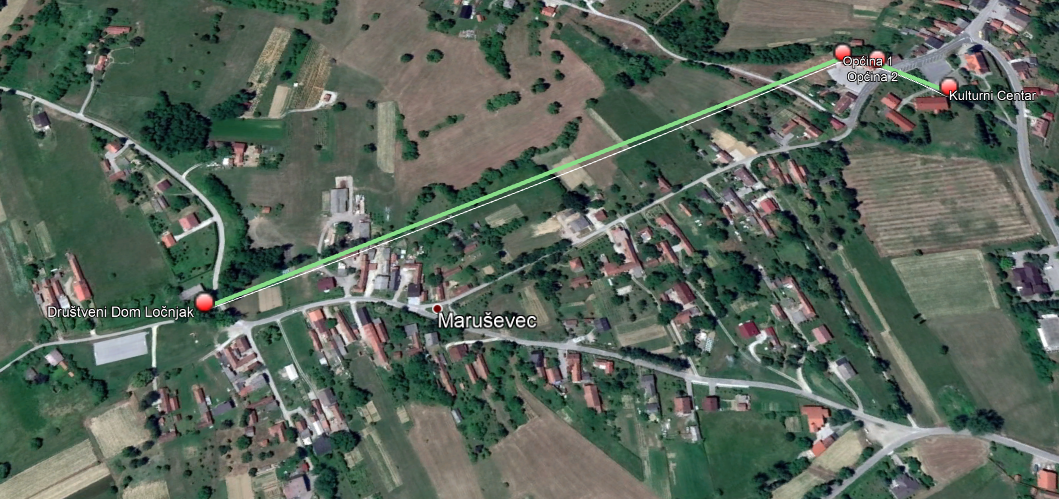 Općina 1
Općina 2
Kulturni Centar
Društveni Dom Ločnjak
Maruševec